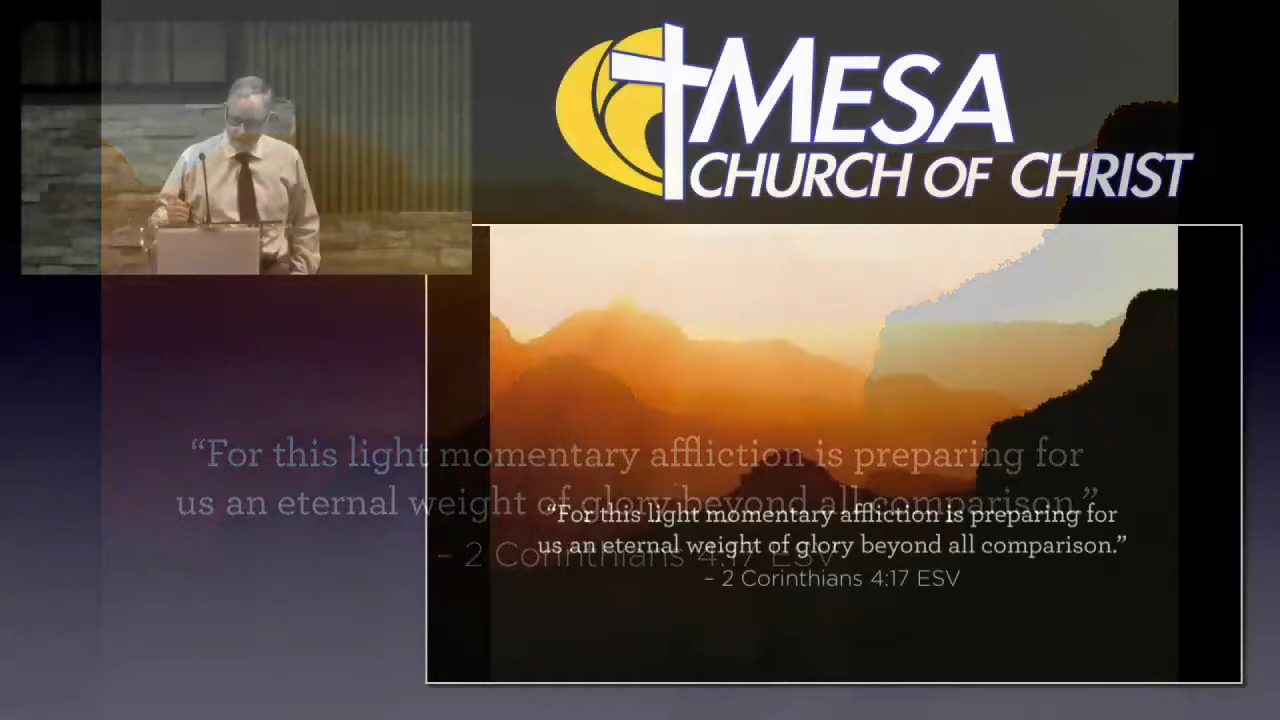 MESA
CHURCH OF CHRIST
“For this light momentary affliction is preparing for
us an eternal weight of glory beyond all comparison.”
– 2 Corinthians 4:17 ESV
“For this light momentary affliction is preparing for
us an eternal weight of glory beyond all comparison.”
– 2 Corinthians 4:17 ESV